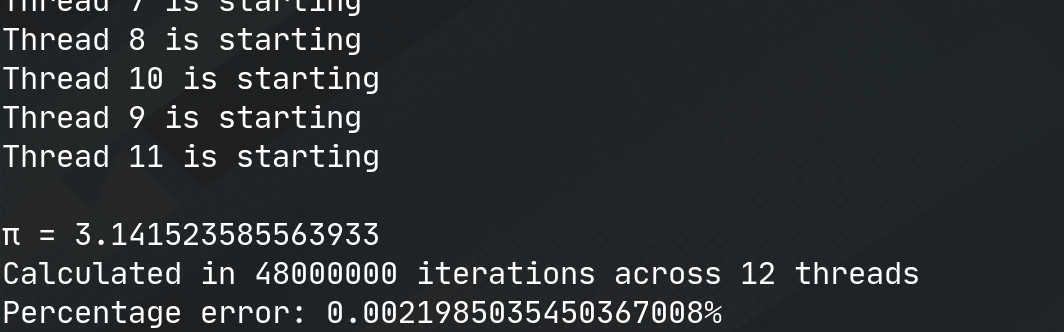 Thread 7 is starting
Thread 8 is starting
Thread 10 is starting
Thread 9 is starting
Thread 11 is starting
π = 3.141523585563933
Calculated in 48000000 iterations across 12 threads
Percentage error: 0.0021985035450367008%